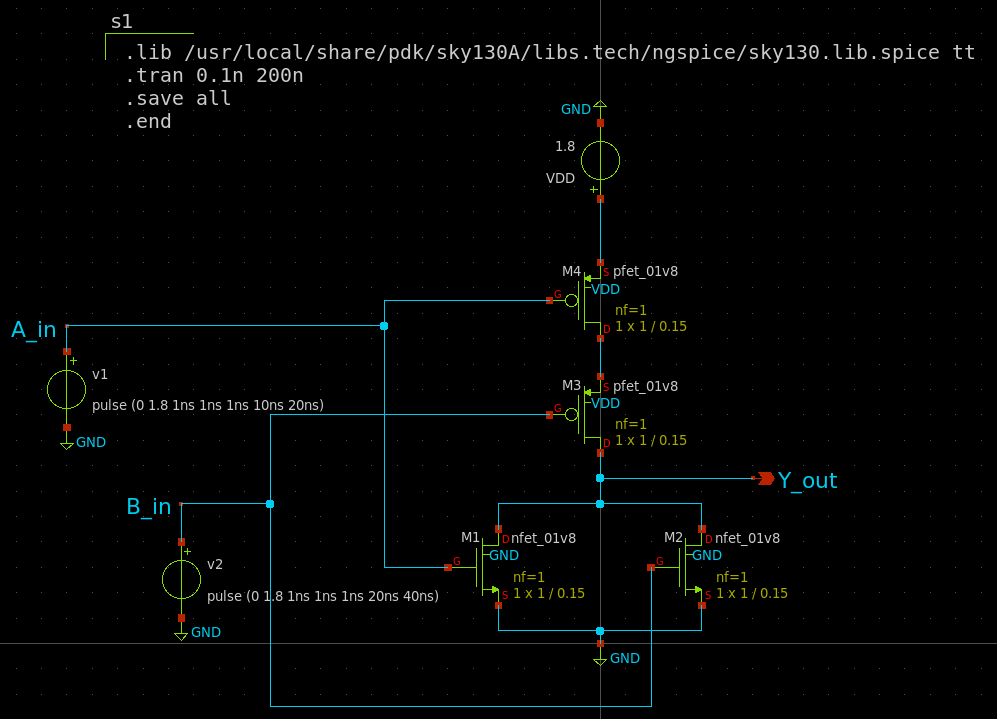 s1
.lib /usr/local/share/pdk/sky130A/libs.tech/ngspice/sky130.lib.spice tt
.tran 0.1n 200n
.save all
.end
GND
1.8
VDD
+
M4
S
pfet_01v8
VDD
G
nf=1
D
1 x 1 / 0.15
A_in
+
v1
pulse (0 1.8 1ns 1ns 1ns 10ns 20ns)
GND
M3
S
pfet_01v8
VDD
G
nf=1
D
1 x 1 / 0.15
Y_out
B_in
+
v2
pulse (0 1.8 1ns 1ns 1ns 20ns 40ns)
GND
M1
D
nfet_01v8
GND
G
nf=1
S
1 x 1 / 0.15
M2
D
nfet_01v8
GND
G
nf=1
S
1 x 1 / 0.15
GND